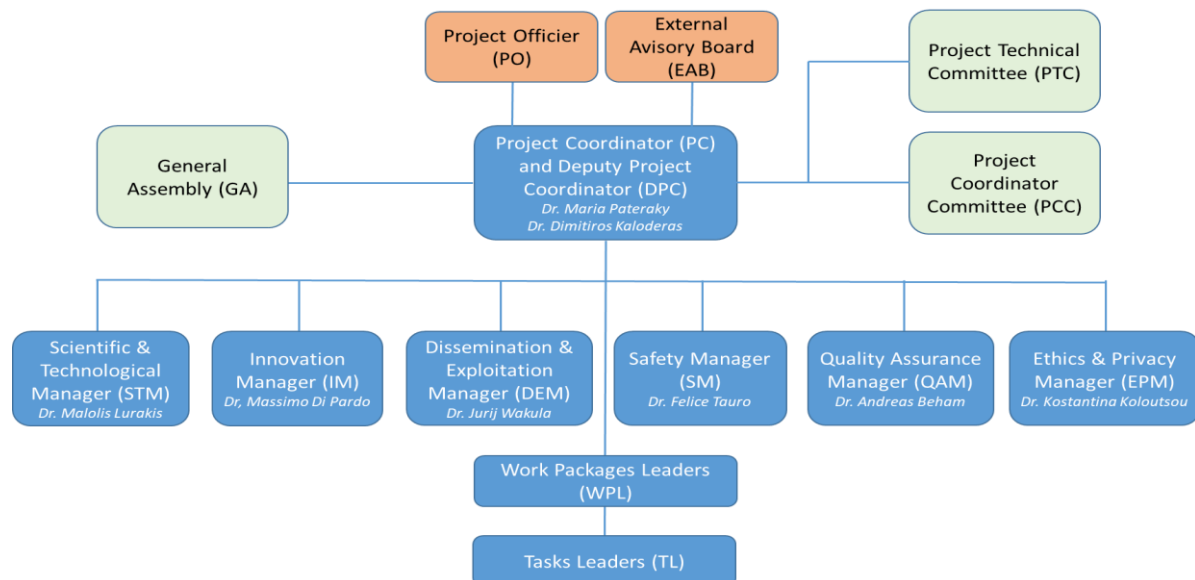 Project Officier
(PO)
External
Avisory Board
(EAB)
Project Technical
Committee (PTC)
General
Assembly (GA)
Project Coordinator (PC)
and Deputy Project
Coordinator (DPC)
Dr. Maria Pateraky
Dr. Dimitiros Kaloderas
Project
Coordinator
Committee (PCC)
Scientific &
Technological
Manager (STM)
Dr. Malolis Lurakis
Innovation
Manager (IM)
Dr, Massimo Di Pardo
Dissemination &
Exploitation
Manager (DEM)
Dr. Jurij Wakula
Safety Manager
(SM)
Dr. Felice Tauro
Quality Assurance
Manager (QAM)
Dr. Andreas Beham
Ethics & Privacy
Manager (EPM)
Dr. Kostantina Koloutsou
Work Packages Leaders
(WPL)
Tasks Leaders (TL)